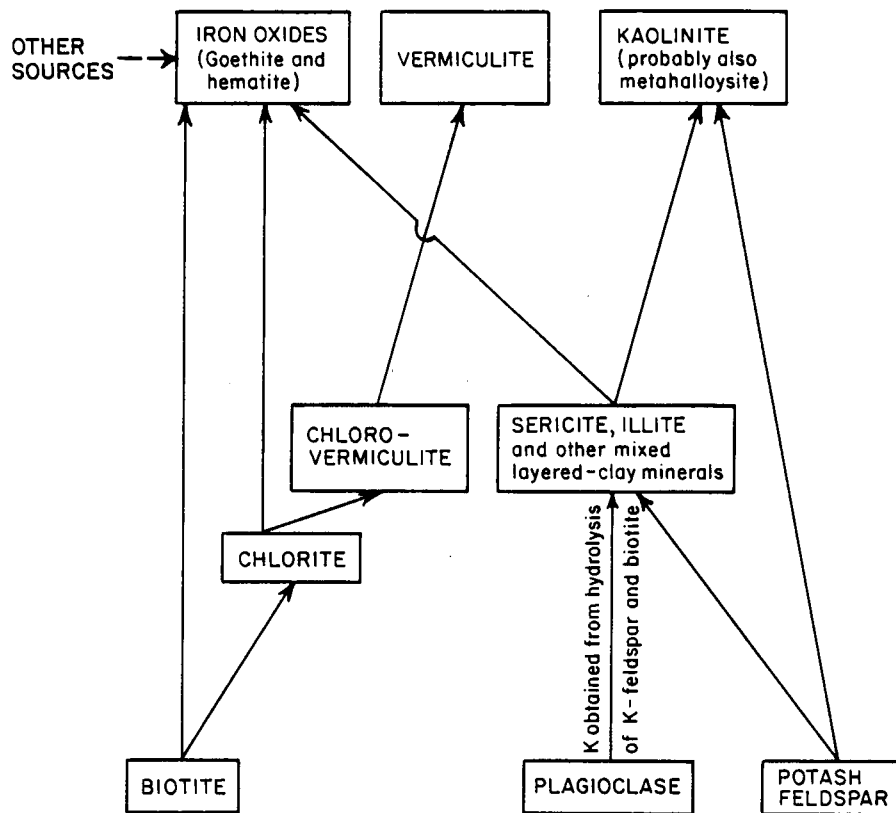 OTHER
SOURCES
IRON OXIDES
(Goethite and
hematite)
VERMICULITE
KAOLINITE
(probably also
metahalloysite)
CHLORO-
VERMICULITE
SERICITE, ILLITE
and other mixed
layered-clay minerals
CHLORITE
K obtained from hydrolysis
of K-feldspar and biotite
BIOTITE
PLAGIOCLASE
POTASH
FELDSPAR